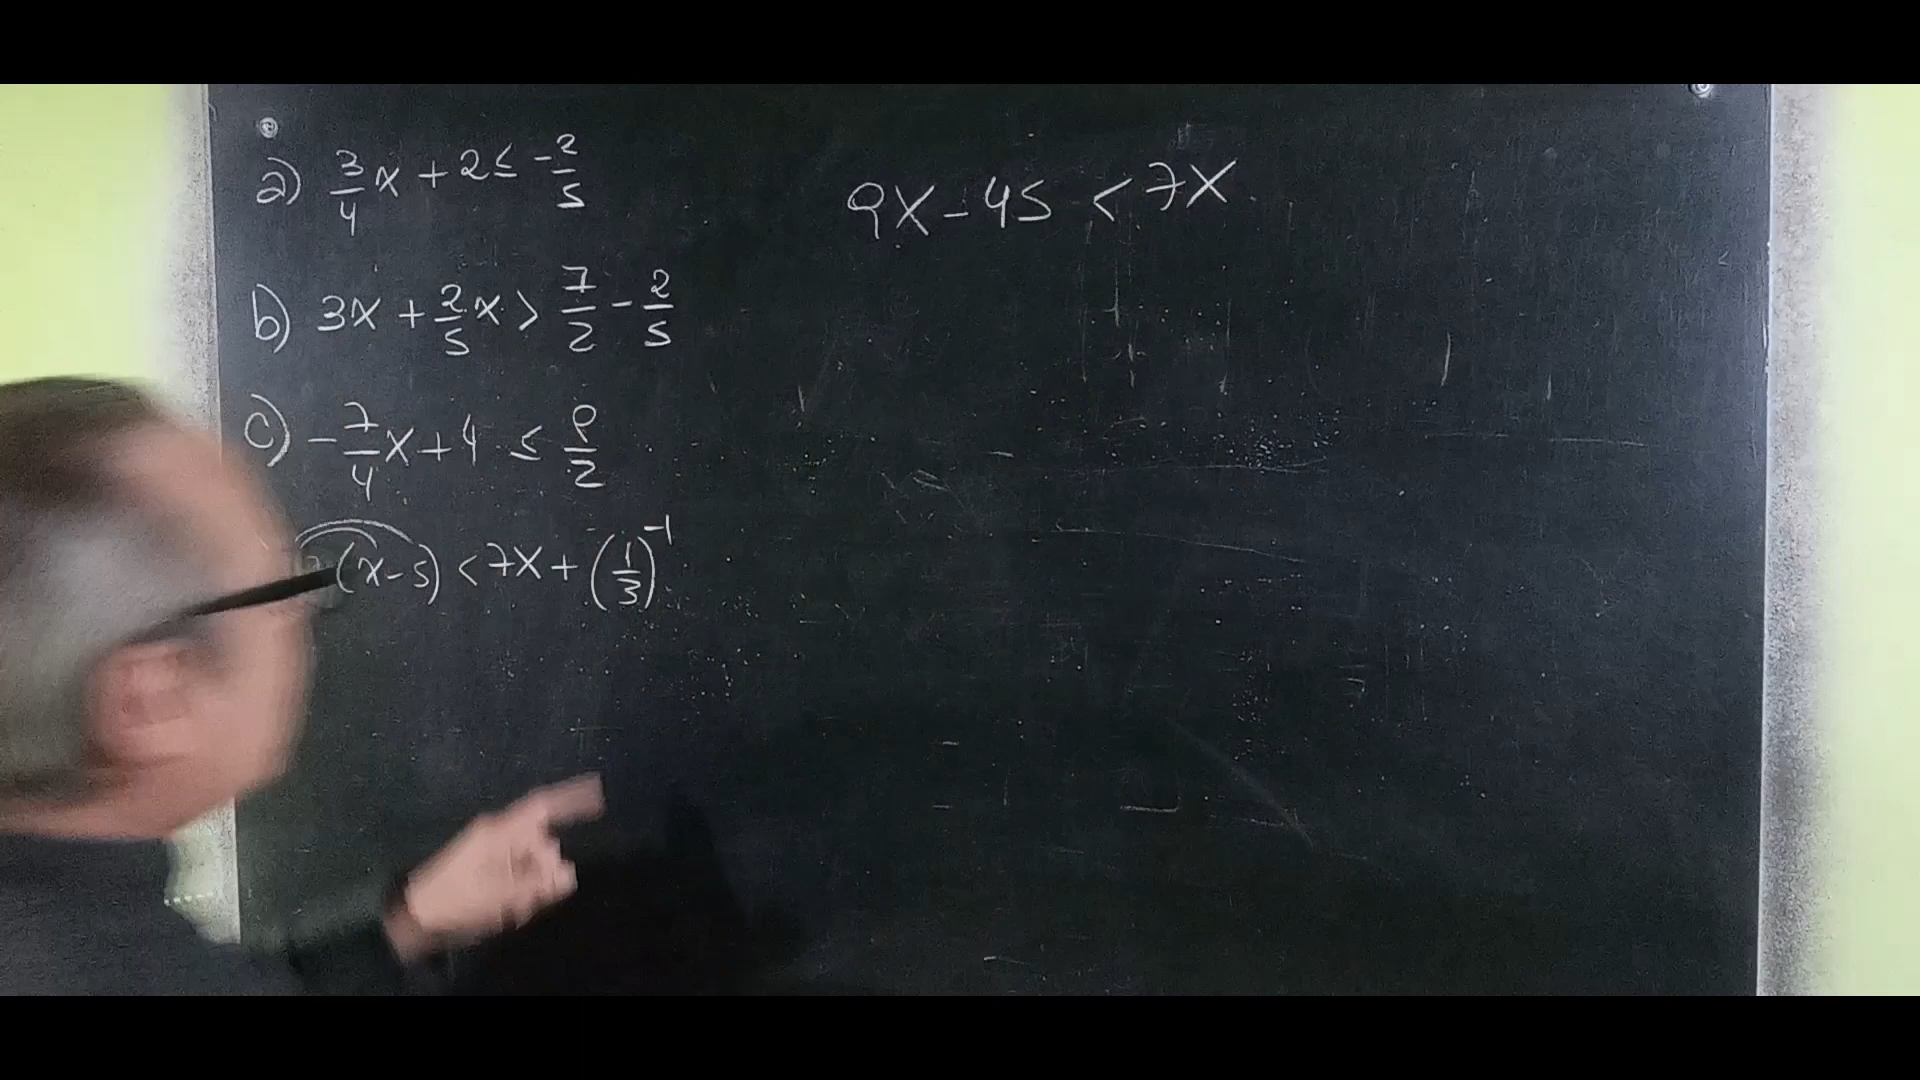 a) 3/4 x + 2 ≤ -2/5
b) 3x + 2/5 x > 7/2 - 2/5
c) -7/4 x + 4 ≤ 9/2
(x-5) < 7x + (1/3)^-1
9x - 45 < 7x